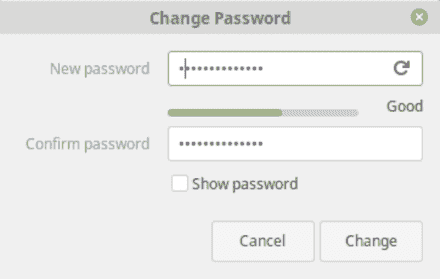 Change Password
New password ••••••••••••••
Good
Confirm password ••••••••••••••
Show password
Cancel Change